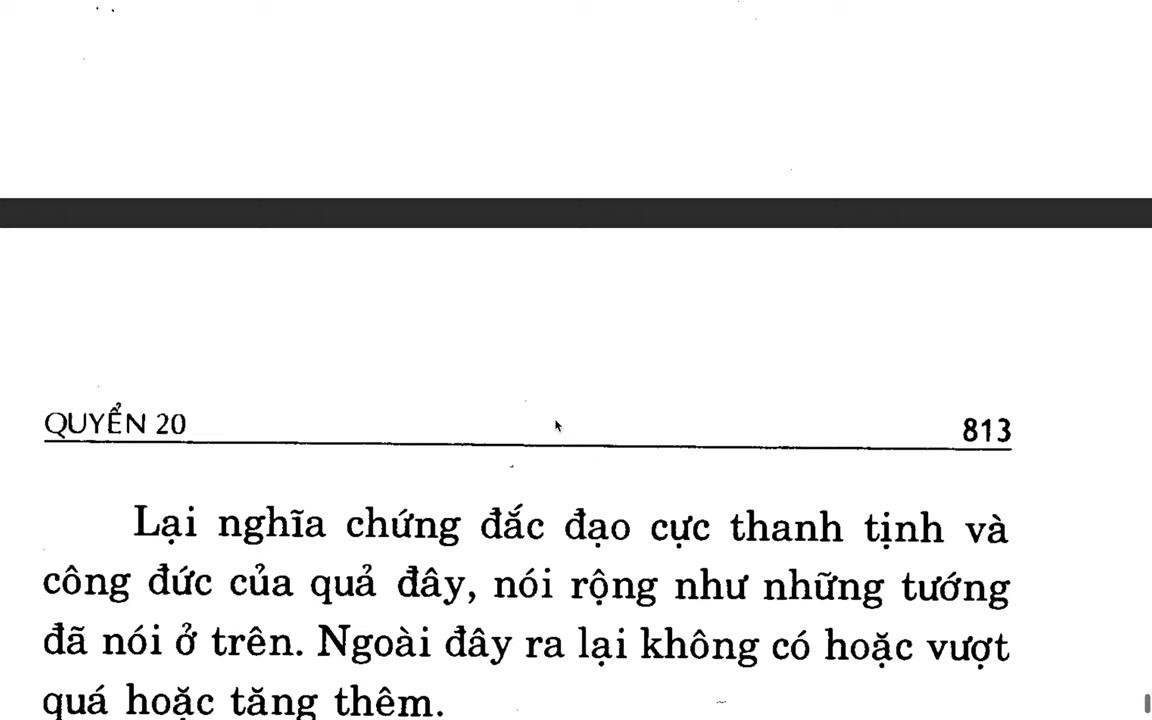 QUYỂN 20 813
Lại nghĩa chứng đắc đạo cực thanh tịnh và
công đức của quả đây, nói rộng như những tướng
đã nói ở trên. Ngoài đây ra lại không có hoặc vượt
quá hoặc tăng thêm.